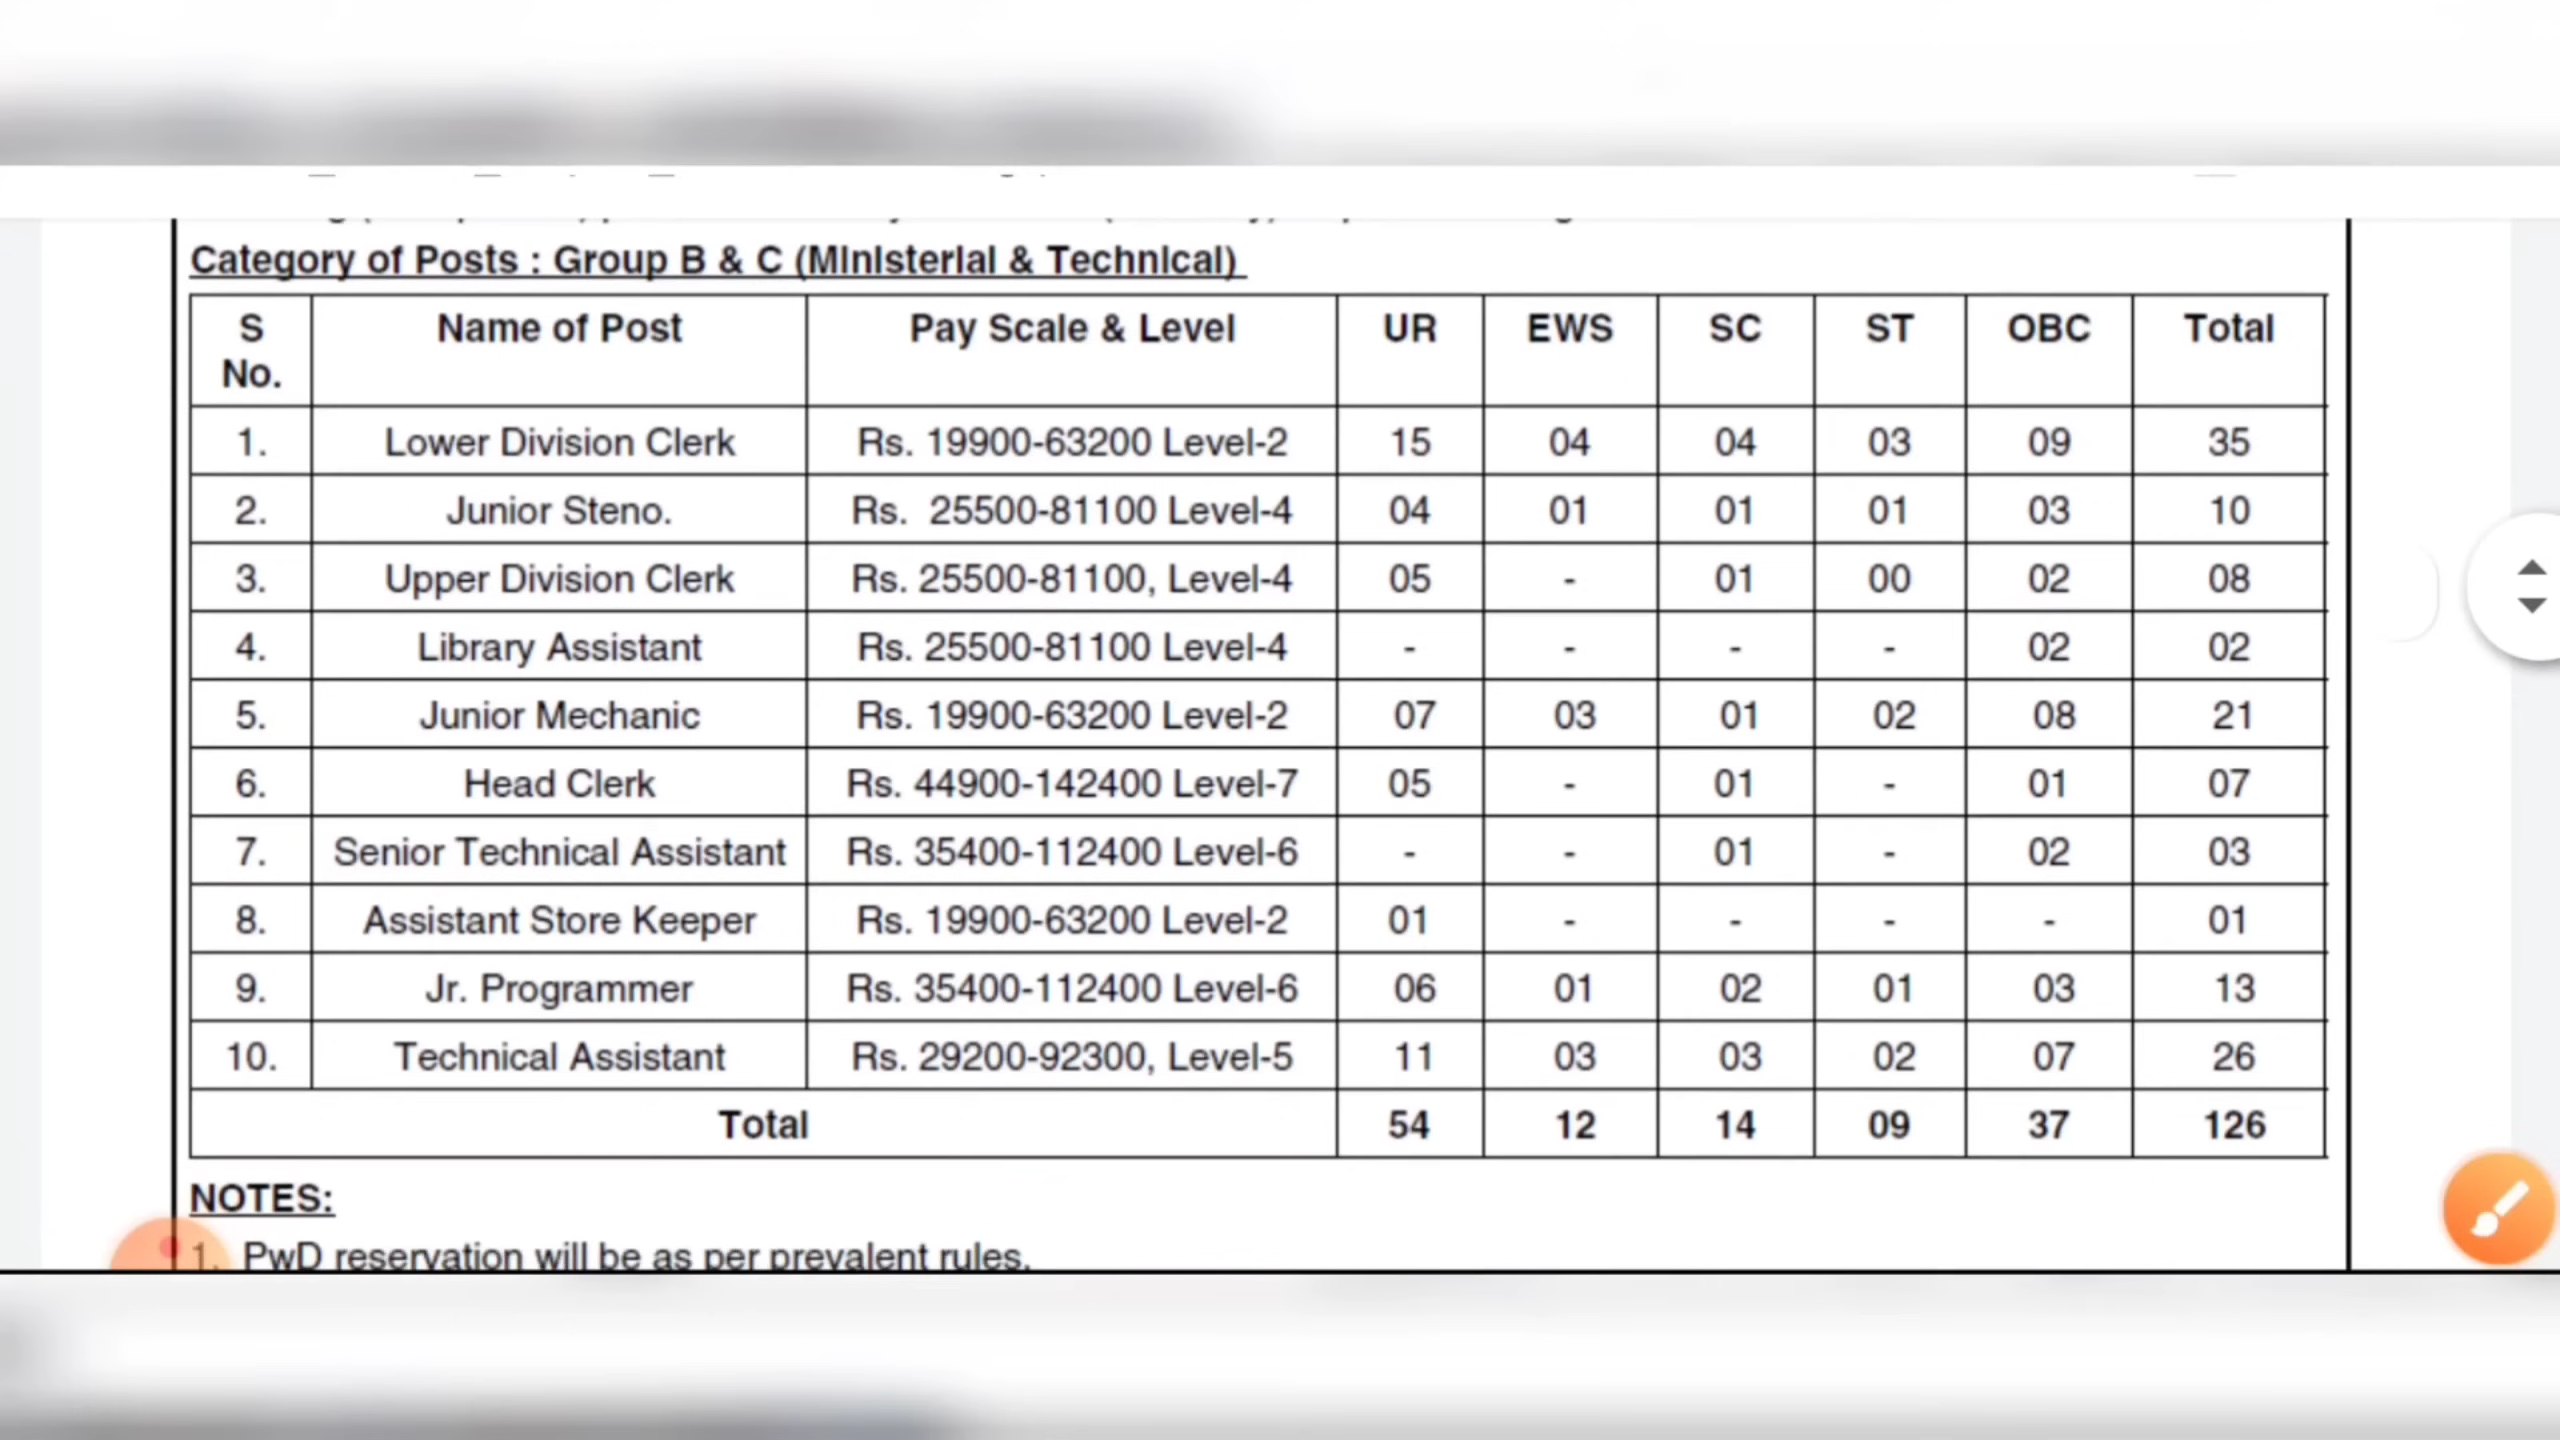 Category of Posts : Group B & C (Ministerial & Technical)
S No. Name of Post Pay Scale & Level UR EWS SC ST OBC Total
1. Lower Division Clerk Rs. 19900-63200 Level-2 15 04 04 03 09 35
2. Junior Steno. Rs. 25500-81100 Level-4 04 01 01 01 03 10
3. Upper Division Clerk Rs. 25500-81100, Level-4 05 - 01 00 02 08
4. Library Assistant Rs. 25500-81100 Level-4 - - - - 02 02
5. Junior Mechanic Rs. 19900-63200 Level-2 07 03 01 02 08 21
6. Head Clerk Rs. 44900-142400 Level-7 05 - 01 - 01 07
7. Senior Technical Assistant Rs. 35400-112400 Level-6 - - 01 - 02 03
8. Assistant Store Keeper Rs. 19900-63200 Level-2 01 - - - - 01
9. Jr. Programmer Rs. 35400-112400 Level-6 06 01 02 01 03 13
10. Technical Assistant Rs. 29200-92300, Level-5 11 03 03 02 07 26
Total 54 12 14 09 37 126
NOTES:
1. PwD reservation will be as per prevalent rules.